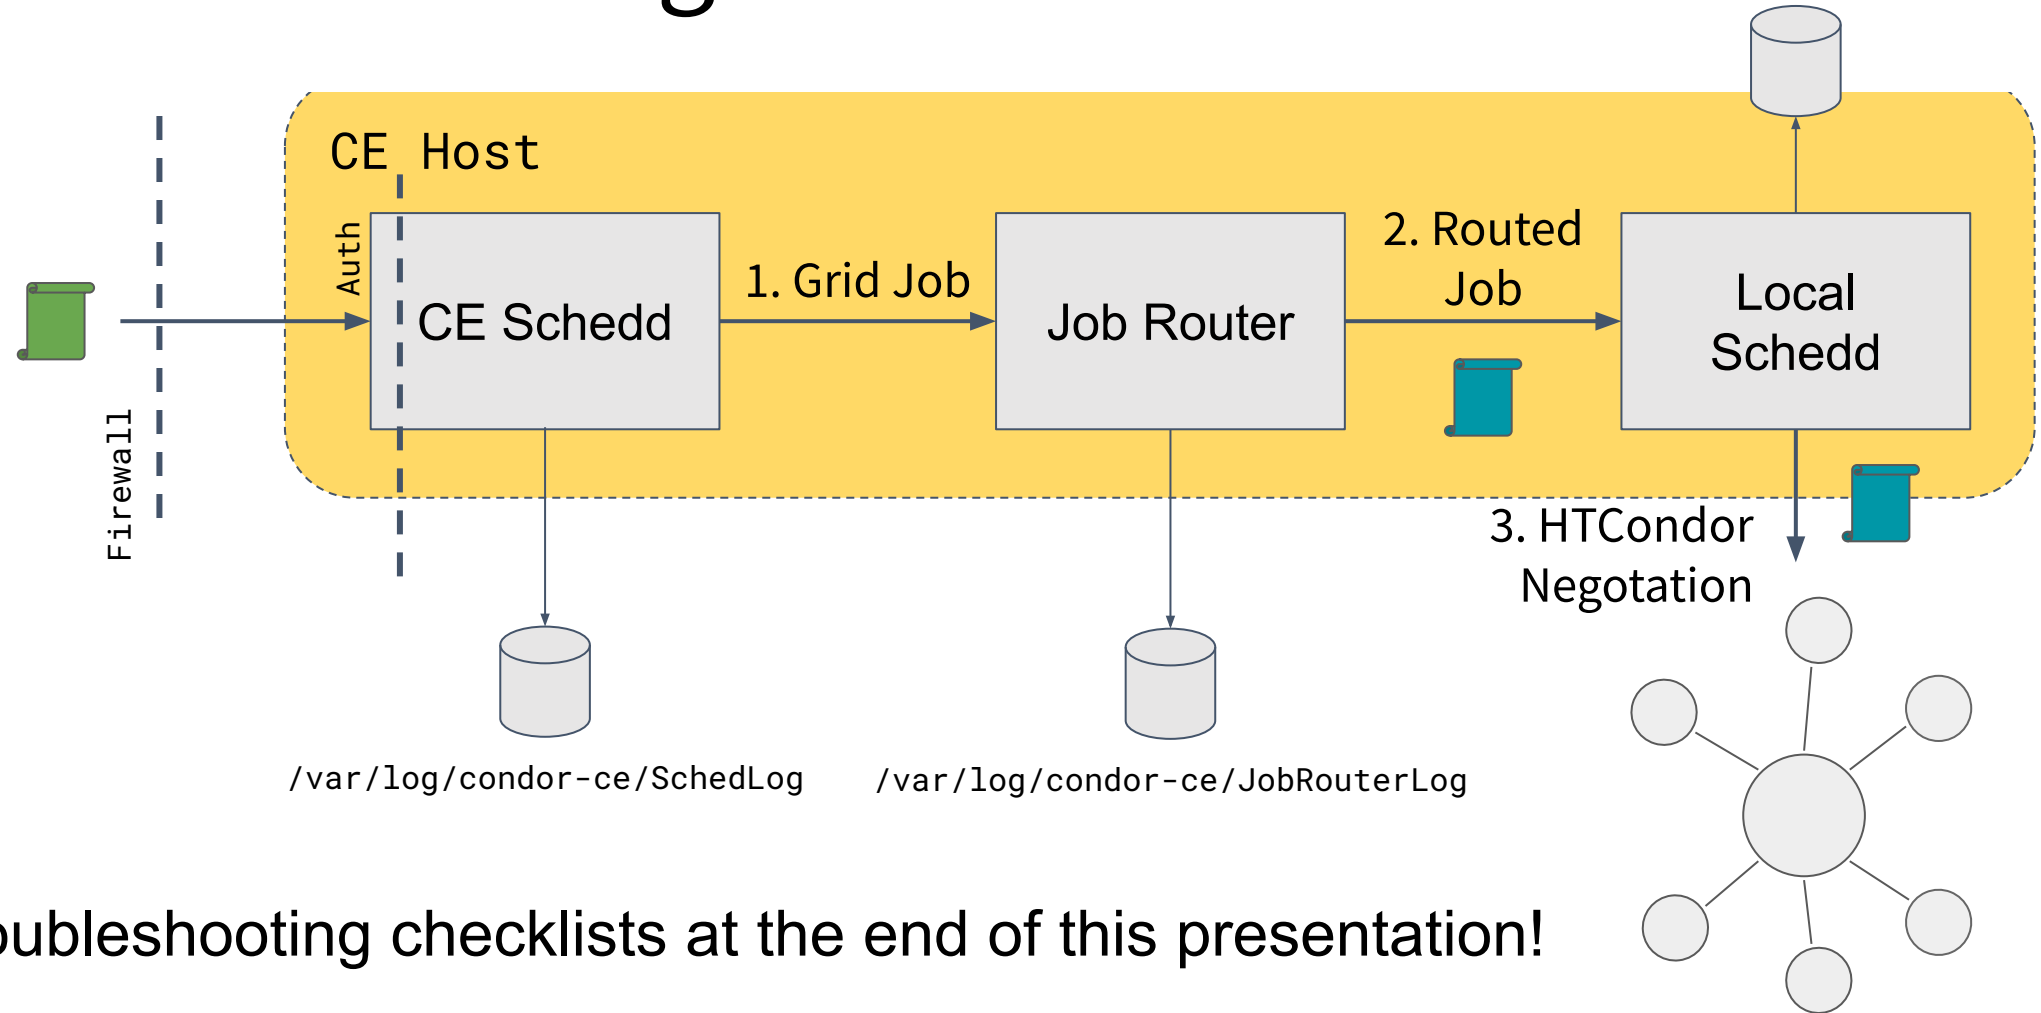 CE Host
Auth
Firewall
CE Schedd
1. Grid Job
Job Router
2. Routed
Job
Local
Schedd
3. HTCondor
Negotation
/var/log/condor-ce/SchedLog
/var/log/condor-ce/JobRouterLog
oubleshooting checklists at the end of this presentation!